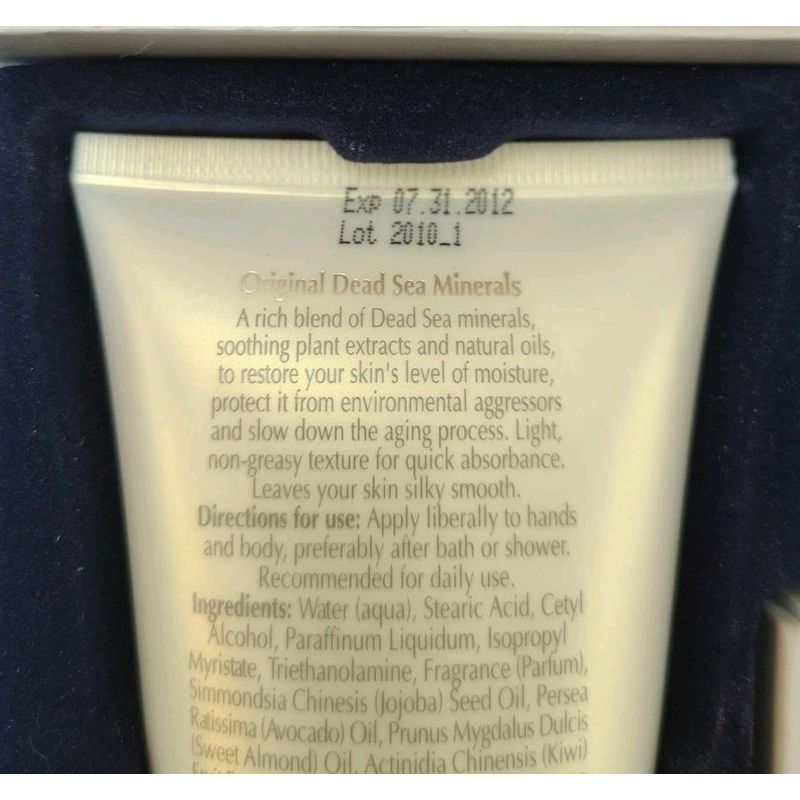 Exp 07.31.2012
Lot 2010_1
Original Dead Sea Minerals
A rich blend of Dead Sea minerals,
soothing plant extracts and natural oils,
to restore your skin's level of moisture,
protect it from environmental aggressors
and slow down the aging process. Light,
non-greasy texture for quick absorbance.
Leaves your skin silky smooth.
Directions for use: Apply liberally to hands
and body, preferably after bath or shower.
Recommended for daily use.
Ingredients: Water (aqua), Stearic Acid, Cetyl
Alcohol, Paraffinum Liquidum, Isopropyl
Myristate, Triethanolamine, Fragrance (Parfum),
Simmondsia Chinesis (Jojoba) Seed Oil, Persea
Ratissima (Avocado) Oil, Prunus Mygdalus Dulcis
(Sweet Almond) Oil, Actinidia Chinensis (Kiwi)